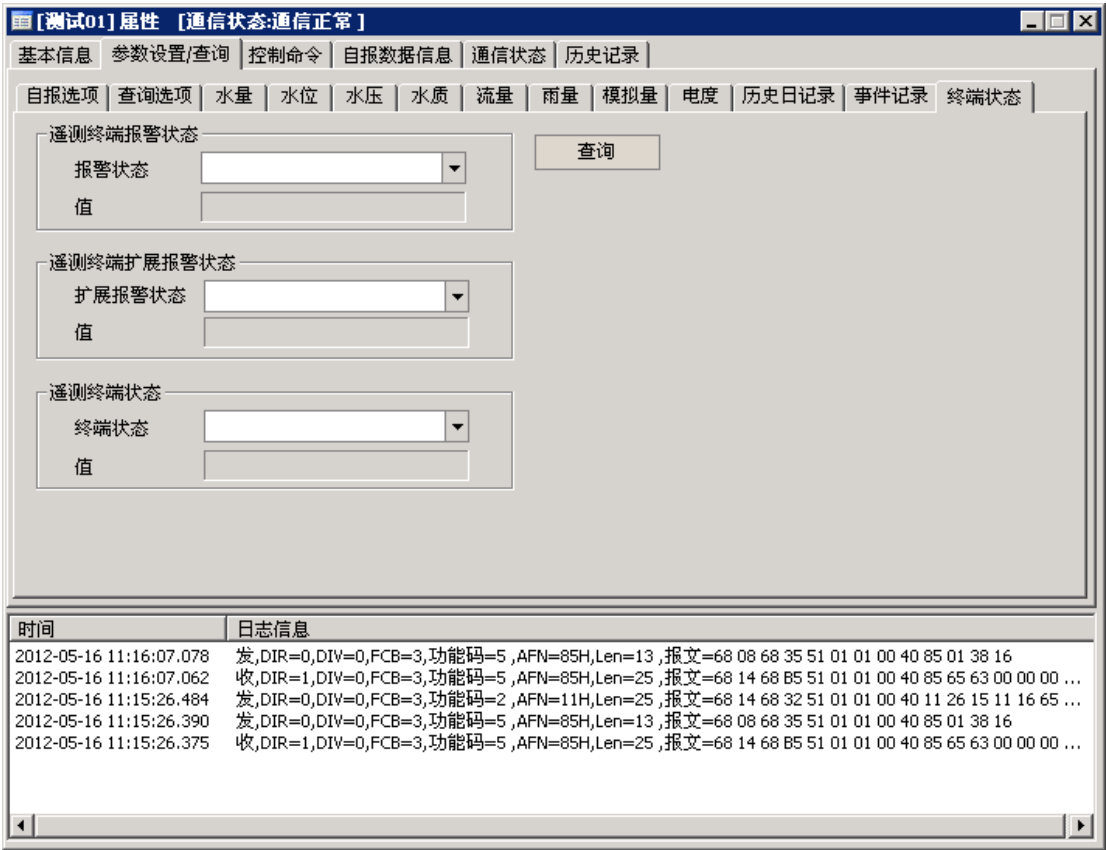 [测试01]属性 [通信状态:通信正常]
基本信息 参数设置/查询 控制命令 自报数据信息 通信状态 历史记录
自报选项 查询选项 水量 水位 水压 水质 流量 雨量 模拟量 电度 历史日记录 事件记录 终端状态
遥测终端报警状态
报警状态
查询
值
遥测终端扩展报警状态
扩展报警状态
值
遥测终端状态
终端状态
值
时间 日志信息
2012-05-16 11:16:07.078 发,DIR=0,DIV=0,FCB=3,功能码=5 ,AFN=85H,Len=13 ,报文=68 08 68 35 51 01 01 00 40 85 01 38 16
2012-05-16 11:16:07.062 收,DIR=1,DIV=0,FCB=3,功能码=5 ,AFN=85H,Len=25 ,报文=68 14 68 B5 51 01 01 00 40 85 65 63 00 00 00 ...
2012-05-16 11:15:26.484 发,DIR=0,DIV=0,FCB=3,功能码=2 ,AFN=11H,Len=25 ,报文=68 14 68 32 51 01 01 00 40 11 26 15 11 16 65 ...
2012-05-16 11:15:26.390 发,DIR=0,DIV=0,FCB=3,功能码=5 ,AFN=85H,Len=13 ,报文=68 08 68 35 51 01 01 00 40 85 01 38 16
2012-05-16 11:15:26.375 收,DIR=1,DIV=0,FCB=3,功能码=5 ,AFN=85H,Len=25 ,报文=68 14 68 B5 51 01 01 00 40 85 65 63 00 00 00 ...